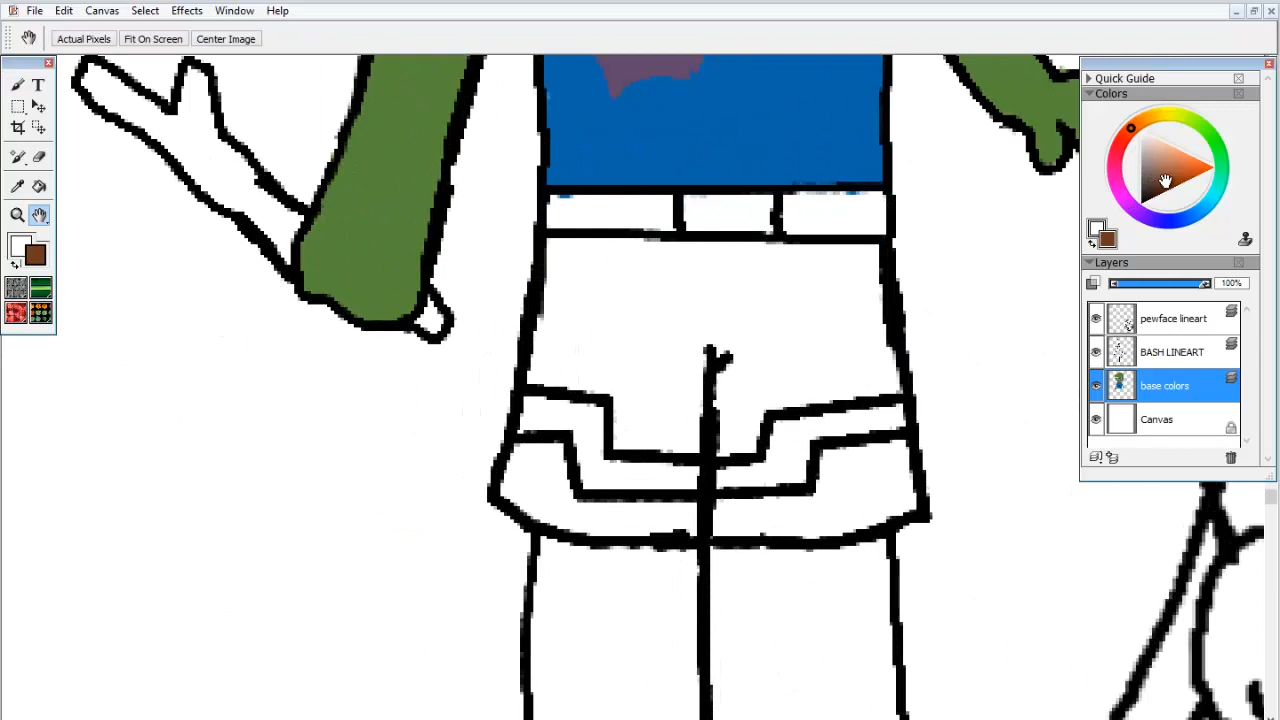 File Edit Canvas Select Effects Window Help
Actual Pixels Fit On Screen Center Image
T
Quick Guide
Colors
Layers
100%
pewface lineart
BASH LINEART
base colors
Canvas